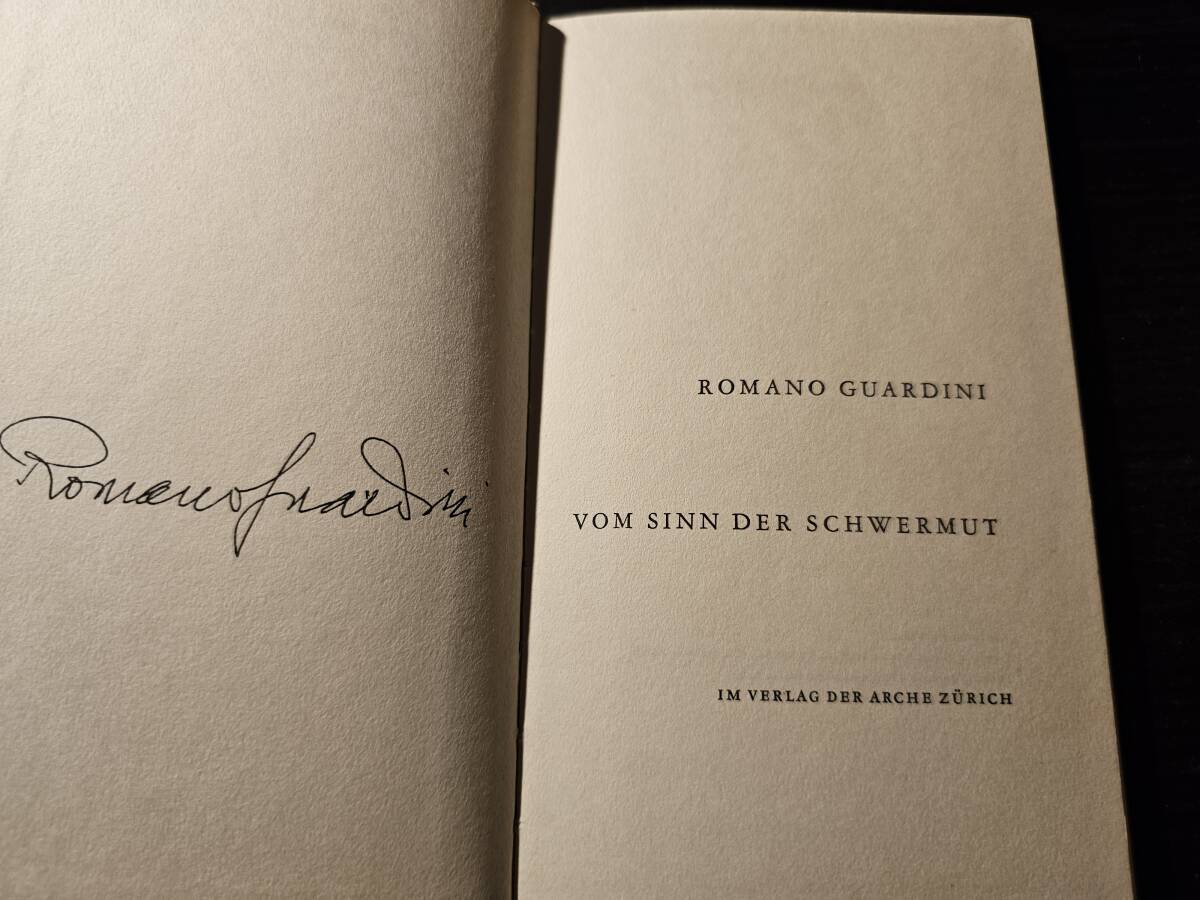 Romano Guardini
ROMANO GUARDINI
VOM SINN DER SCHWERMUT
IM VERLAG DER ARCHE ZÜRICH